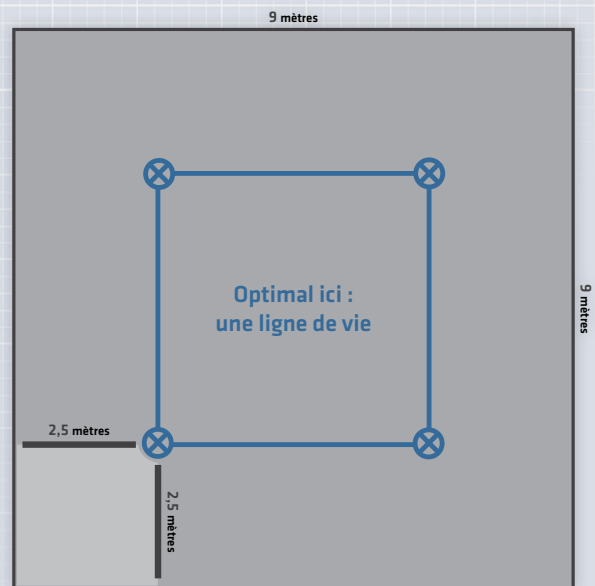 9 mètres
9 mètres
Optimal ici :
une ligne de vie
2,5 mètres
2,5 mètres